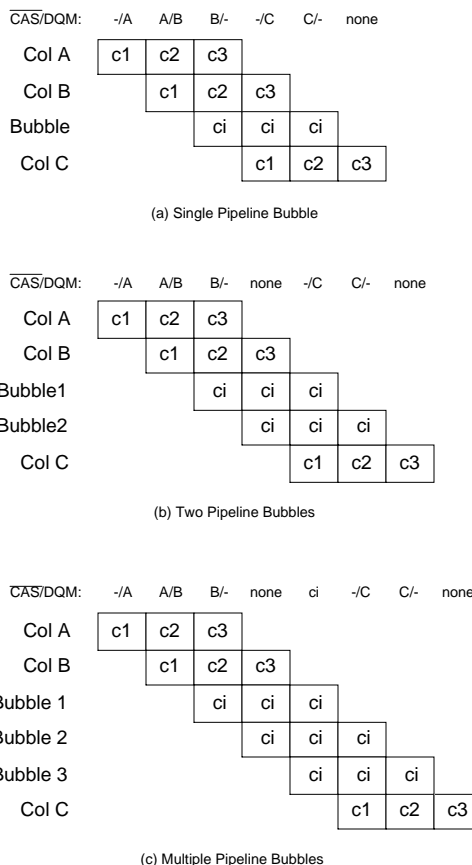 CAS/DQM: -/A A/B B/- -/C C/- none
Col A c1 c2 c3
Col B c1 c2 c3
Bubble ci ci ci
Col C c1 c2 c3
(a) Single Pipeline Bubble
CAS/DQM: -/A A/B B/- none -/C C/- none
Col A c1 c2 c3
Col B c1 c2 c3
Bubble1 ci ci ci
Bubble2 ci ci ci
Col C c1 c2 c3
(b) Two Pipeline Bubbles
CAS/DQM: -/A A/B B/- none ci -/C C/- none
Col A c1 c2 c3
Col B c1 c2 c3
Bubble 1 ci ci ci
Bubble 2 ci ci ci
Bubble 3 ci ci ci
Col C c1 c2 c3
(c) Multiple Pipeline Bubbles